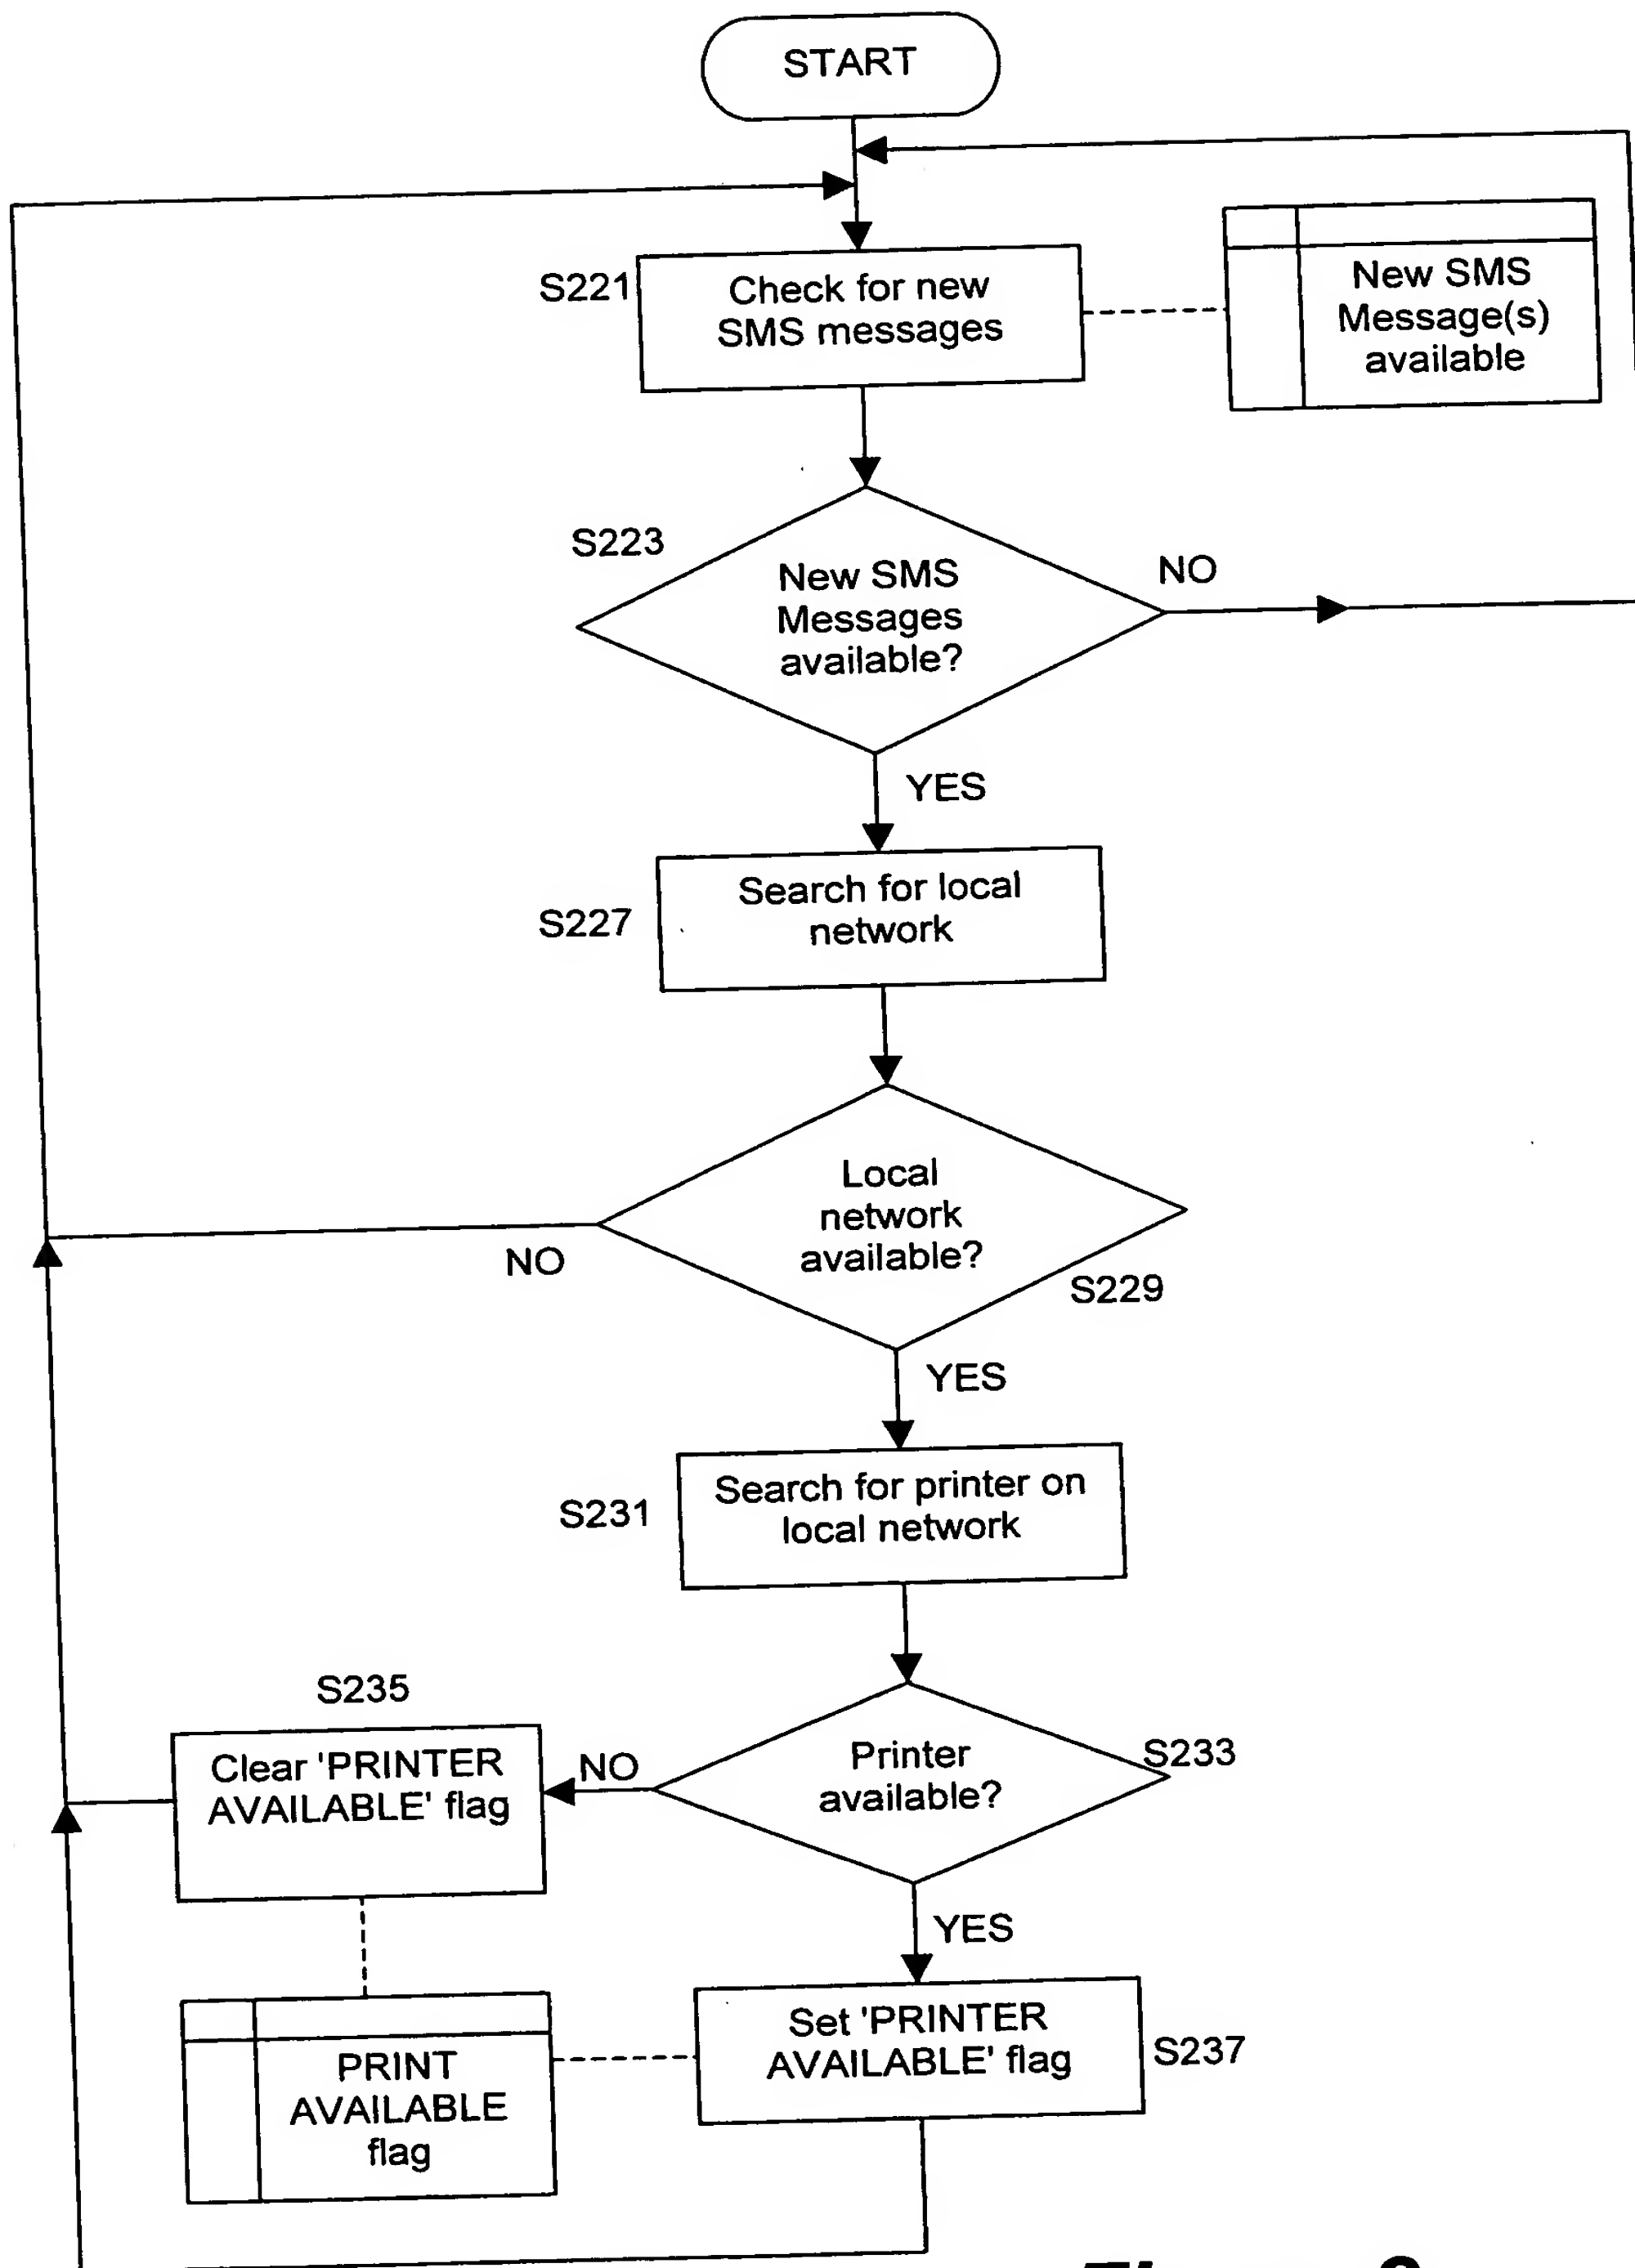 START
S221
Check for new
SMS messages
New SMS
Message(s)
available
S223
New SMS
Messages
available?
NO
YES
S227
Search for local
network
Local
network
available?
NO
S229
YES
S231
Search for printer on
local network
S235
Clear 'PRINTER
AVAILABLE' flag
NO
Printer
available?
S233
YES
Set 'PRINTER
AVAILABLE' flag
S237
PRINT
AVAILABLE
flag